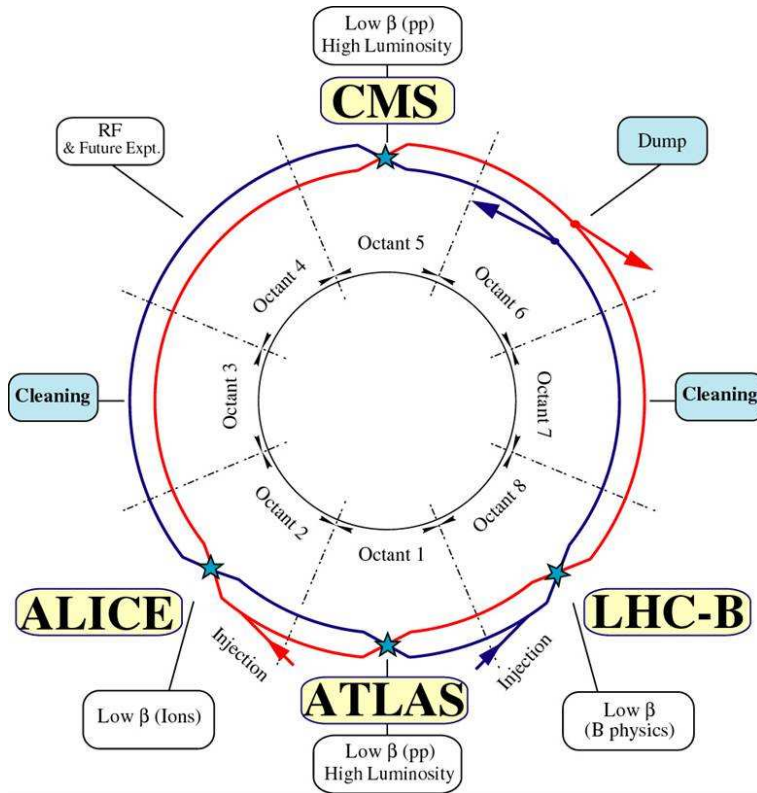 Low β (pp)
High Luminosity
CMS
RF
& Future Expt.
Dump
Octant 5
Octant 4
Octant 6
Cleaning
Octant 3
Octant 7
Cleaning
Octant 2
Octant 8
Octant 1
ALICE
LHC-B
Injection
Injection
ATLAS
Low β (Ions)
Low β
(B physics)
Low β (pp)
High Luminosity